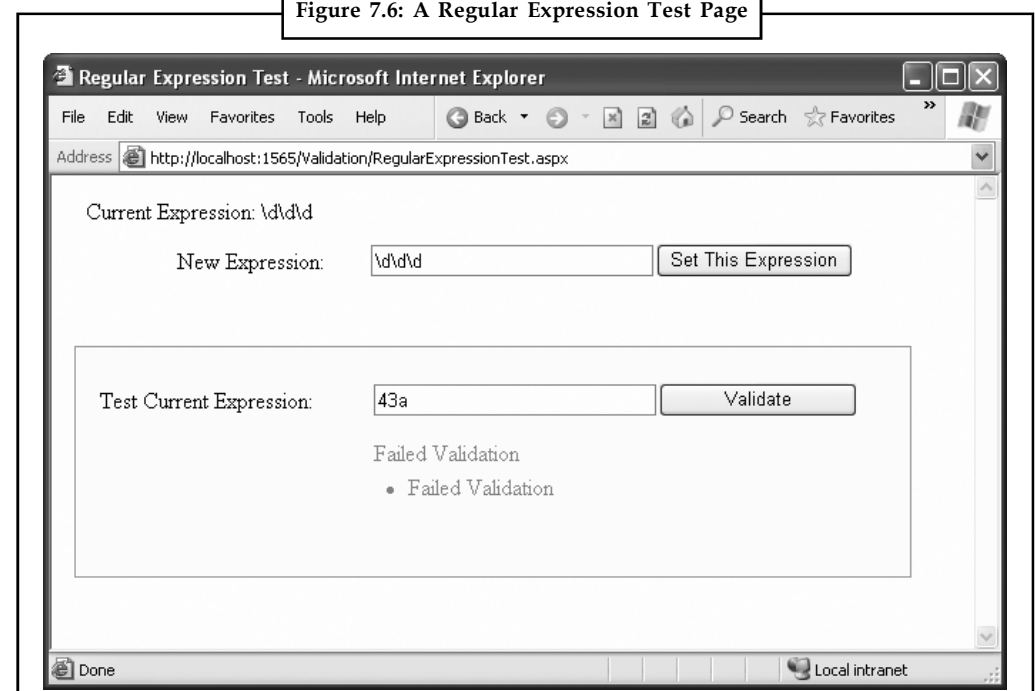 Figure 7.6: A Regular Expression Test Page
Regular Expression Test - Microsoft Internet Explorer
File Edit View Favorites Tools Help Back Search Favorites »
Address http://localhost:1565/Validation/RegularExpressionTest.aspx
Current Expression: \d\d\d
New Expression: \d\d\d Set This Expression
Test Current Expression: 43a Validate
Failed Validation
• Failed Validation
Done Local intranet